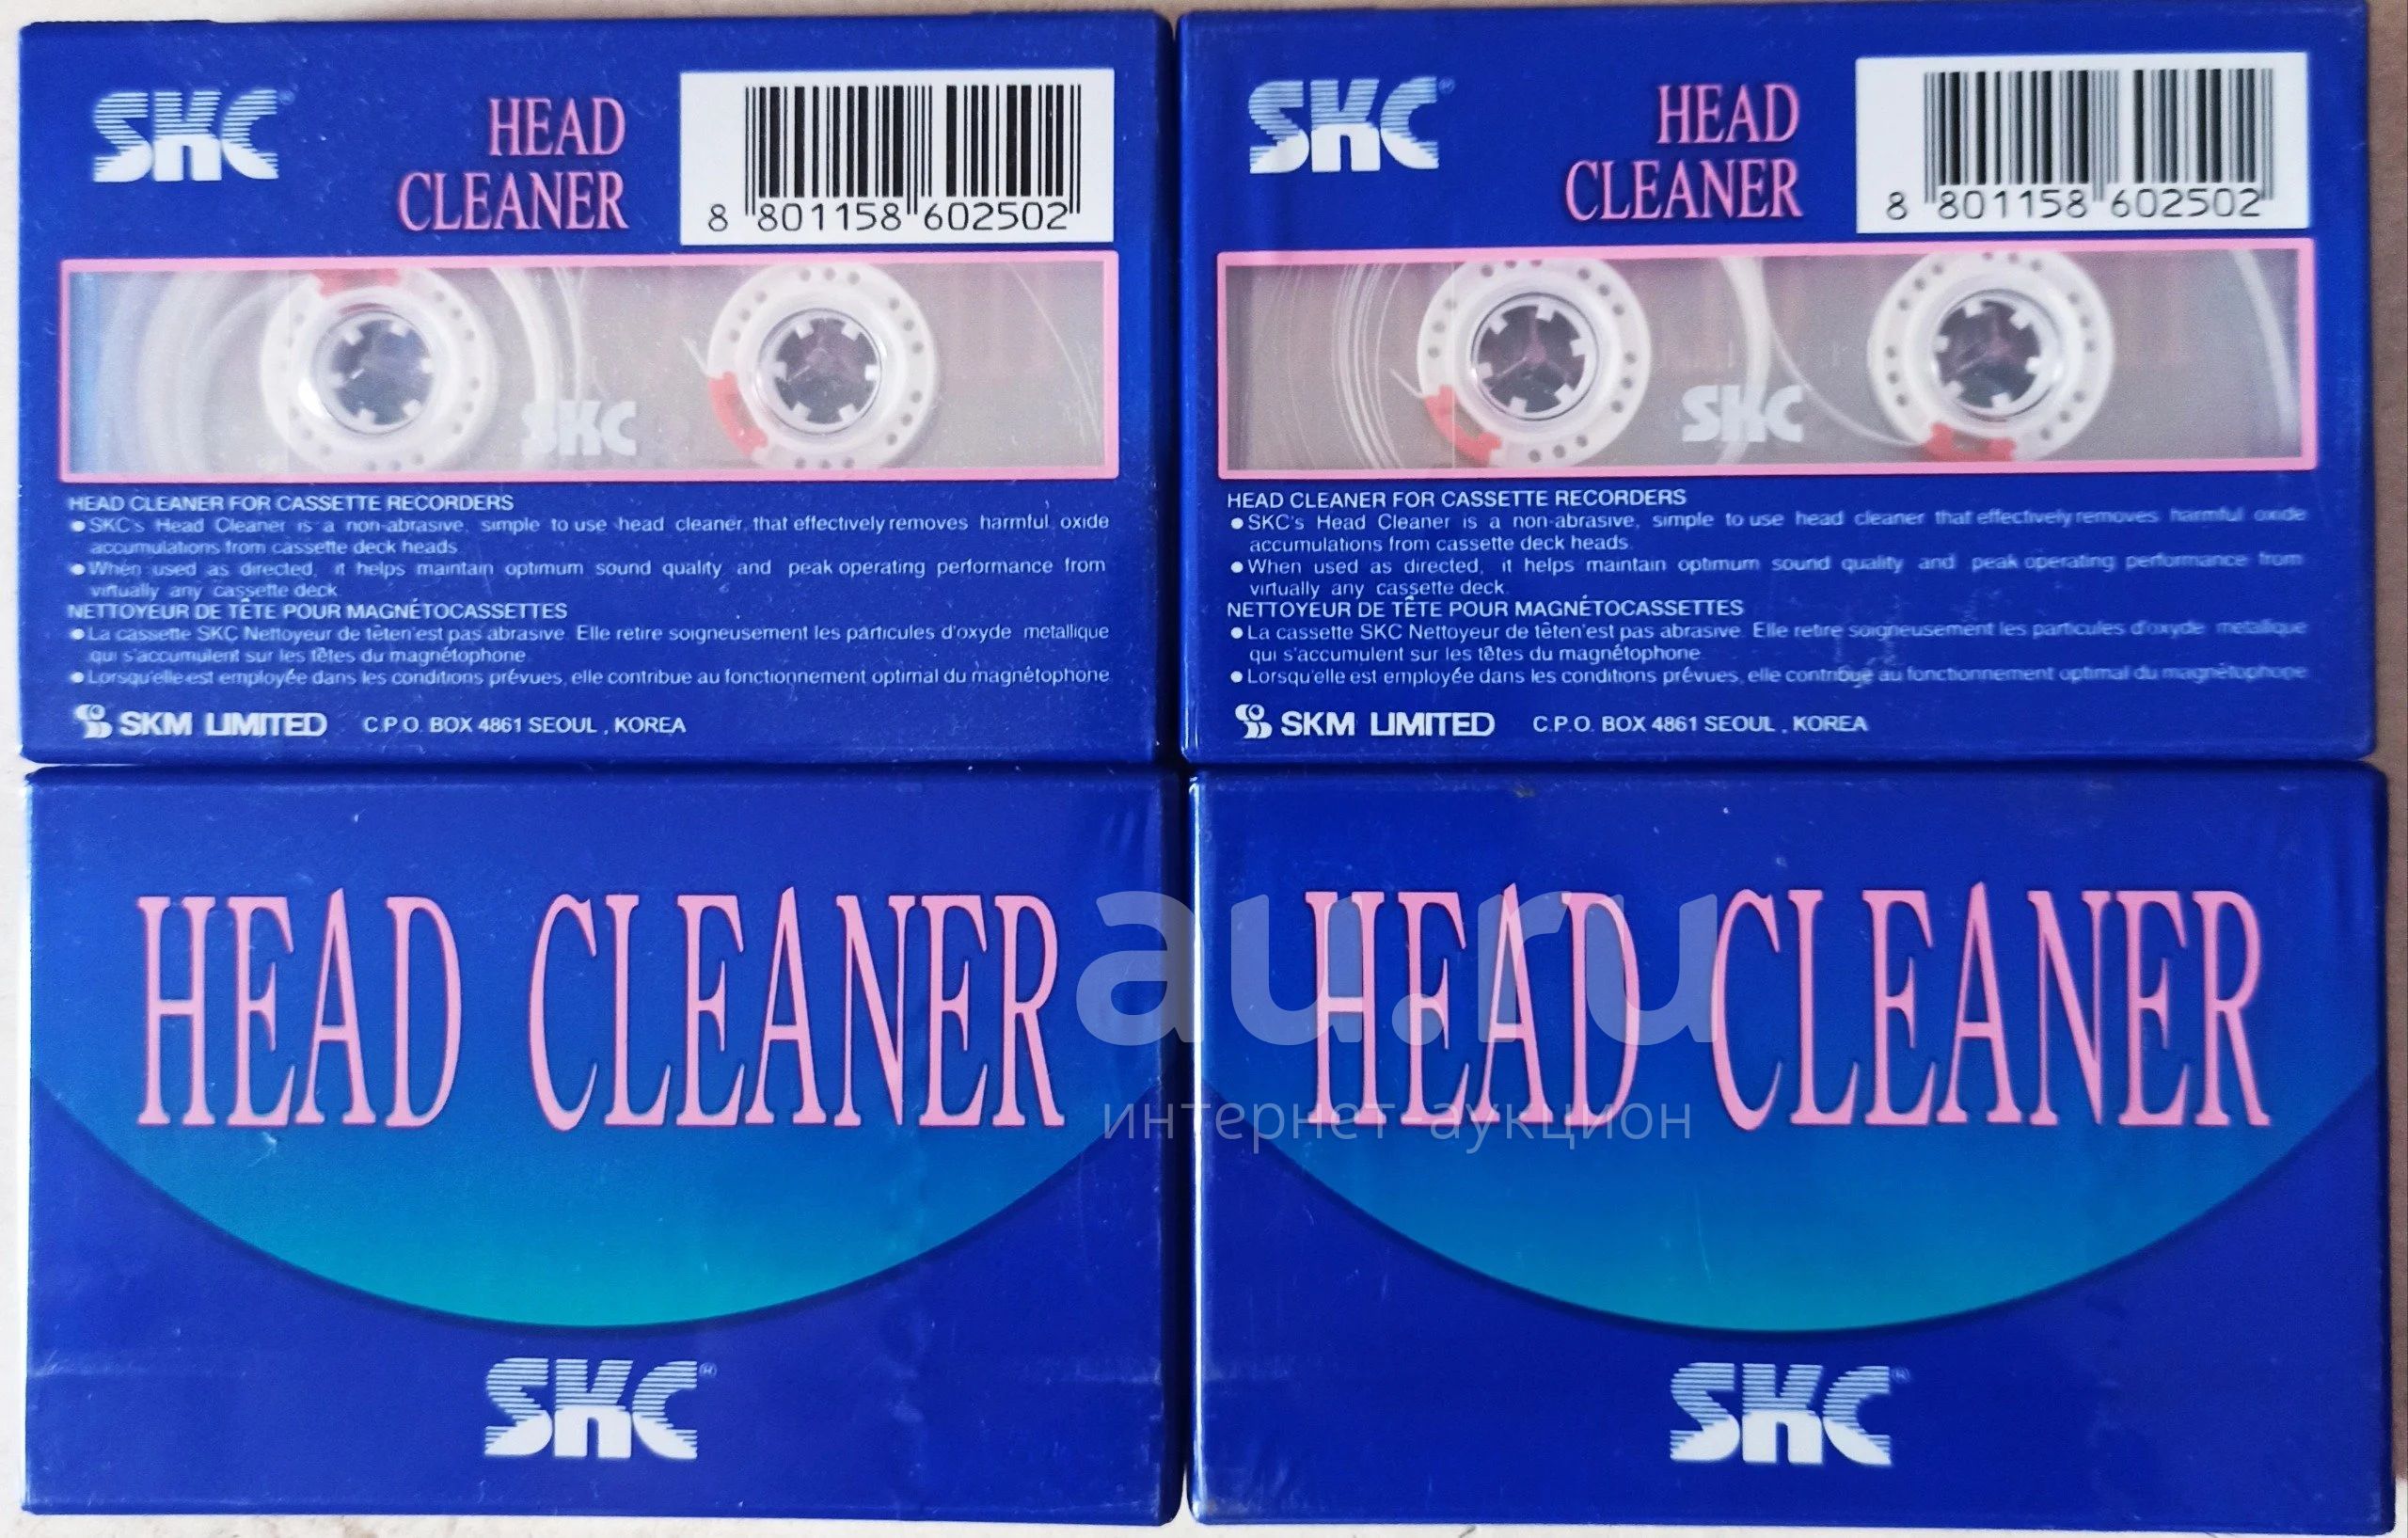 SKC®
HEAD
CLEANER
8 801158 602502
SKC
HEAD CLEANER FOR CASSETTE RECORDERS
● SKC's Head Cleaner is a non-abrasive, simple to use head cleaner that effectively removes harmful oxide
accumulations from cassette deck heads.
● When used as directed, it helps maintain optimum sound quality and peak operating performance from
virtually any cassette deck.
NETTOYEUR DE TÊTE POUR MAGNÉTOCASSETTES
● La cassette SKC Nettoyeur de têten'est pas abrasive. Elle retire soigneusement les particules d'oxyde metallique
qui s'accumulent sur les têtes du magnétophone.
● Lorsqu'elle est employée dans les conditions prévues, elle contribue au fonctionnement optimal du magnétophone
SKM LIMITED C.P.O. BOX 4861 SEOUL , KOREA
SKC®
HEAD
CLEANER
8 801158 602502
SKC
HEAD CLEANER FOR CASSETTE RECORDERS
● SKC's Head Cleaner is a non-abrasive, simple to use head cleaner that effectively removes harmful oxide
accumulations from cassette deck heads.
● When used as directed, it helps maintain optimum sound quality and peak operating performance from
virtually any cassette deck.
NETTOYEUR DE TÊTE POUR MAGNÉTOCASSETTES
● La cassette SKC Nettoyeur de têten'est pas abrasive. Elle retire soigneusement les particules d'oxyde metallique
qui s'accumulent sur les têtes du magnétophone.
● Lorsqu'elle est employée dans les conditions prévues, elle contribue au fonctionnement optimal du magnétophone
SKM LIMITED C.P.O. BOX 4861 SEOUL , KOREA
HEAD CLEANER
SKC®
HEAD CLEANER
SKC®
au.ru
интернет-аукцион